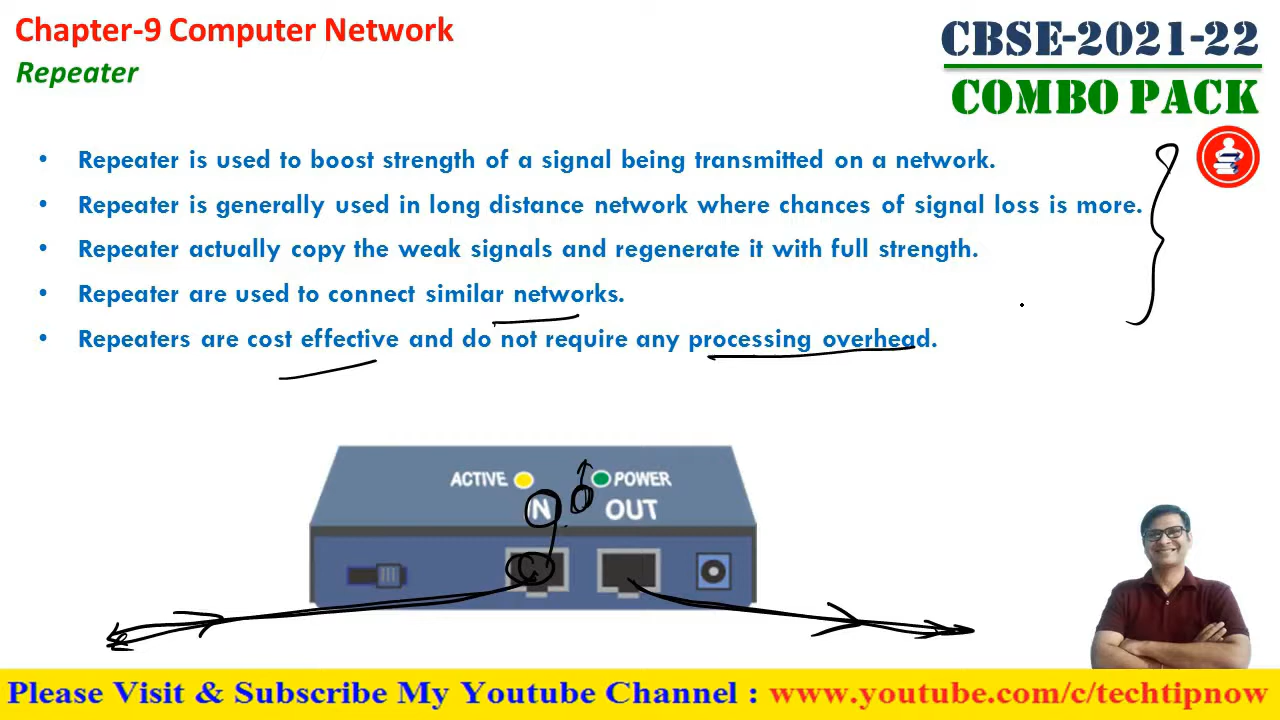 Chapter-9 Computer Network
Repeater
CBSE-2021-22
COMBO PACK
• Repeater is used to boost strength of a signal being transmitted on a network.
• Repeater is generally used in long distance network where chances of signal loss is more.
• Repeater actually copy the weak signals and regenerate it with full strength.
• Repeater are used to connect similar networks.
• Repeaters are cost effective and do not require any processing overhead.
ACTIVE POWER
IN OUT
Please Visit & Subscribe My Youtube Channel : www.youtube.com/c/techtipnow